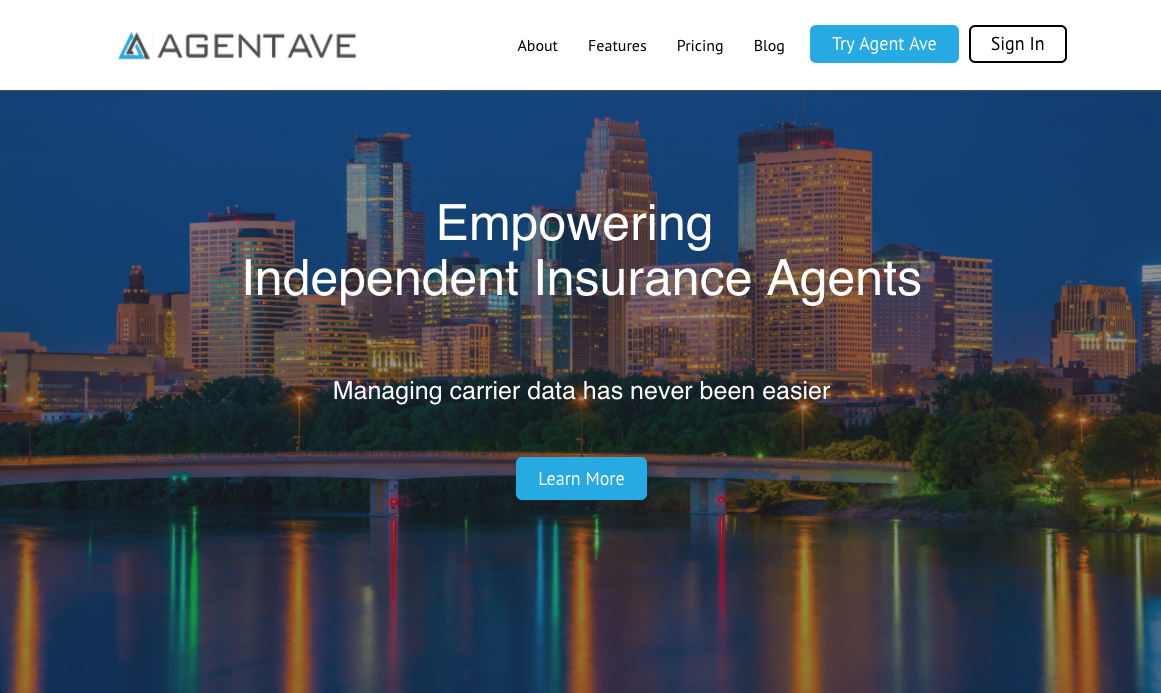 AGENTAVE
About
Features
Pricing
Blog
Try Agent Ave
Sign In
Empowering
Independent Insurance Agents
Managing carrier data has never been easier
Learn More